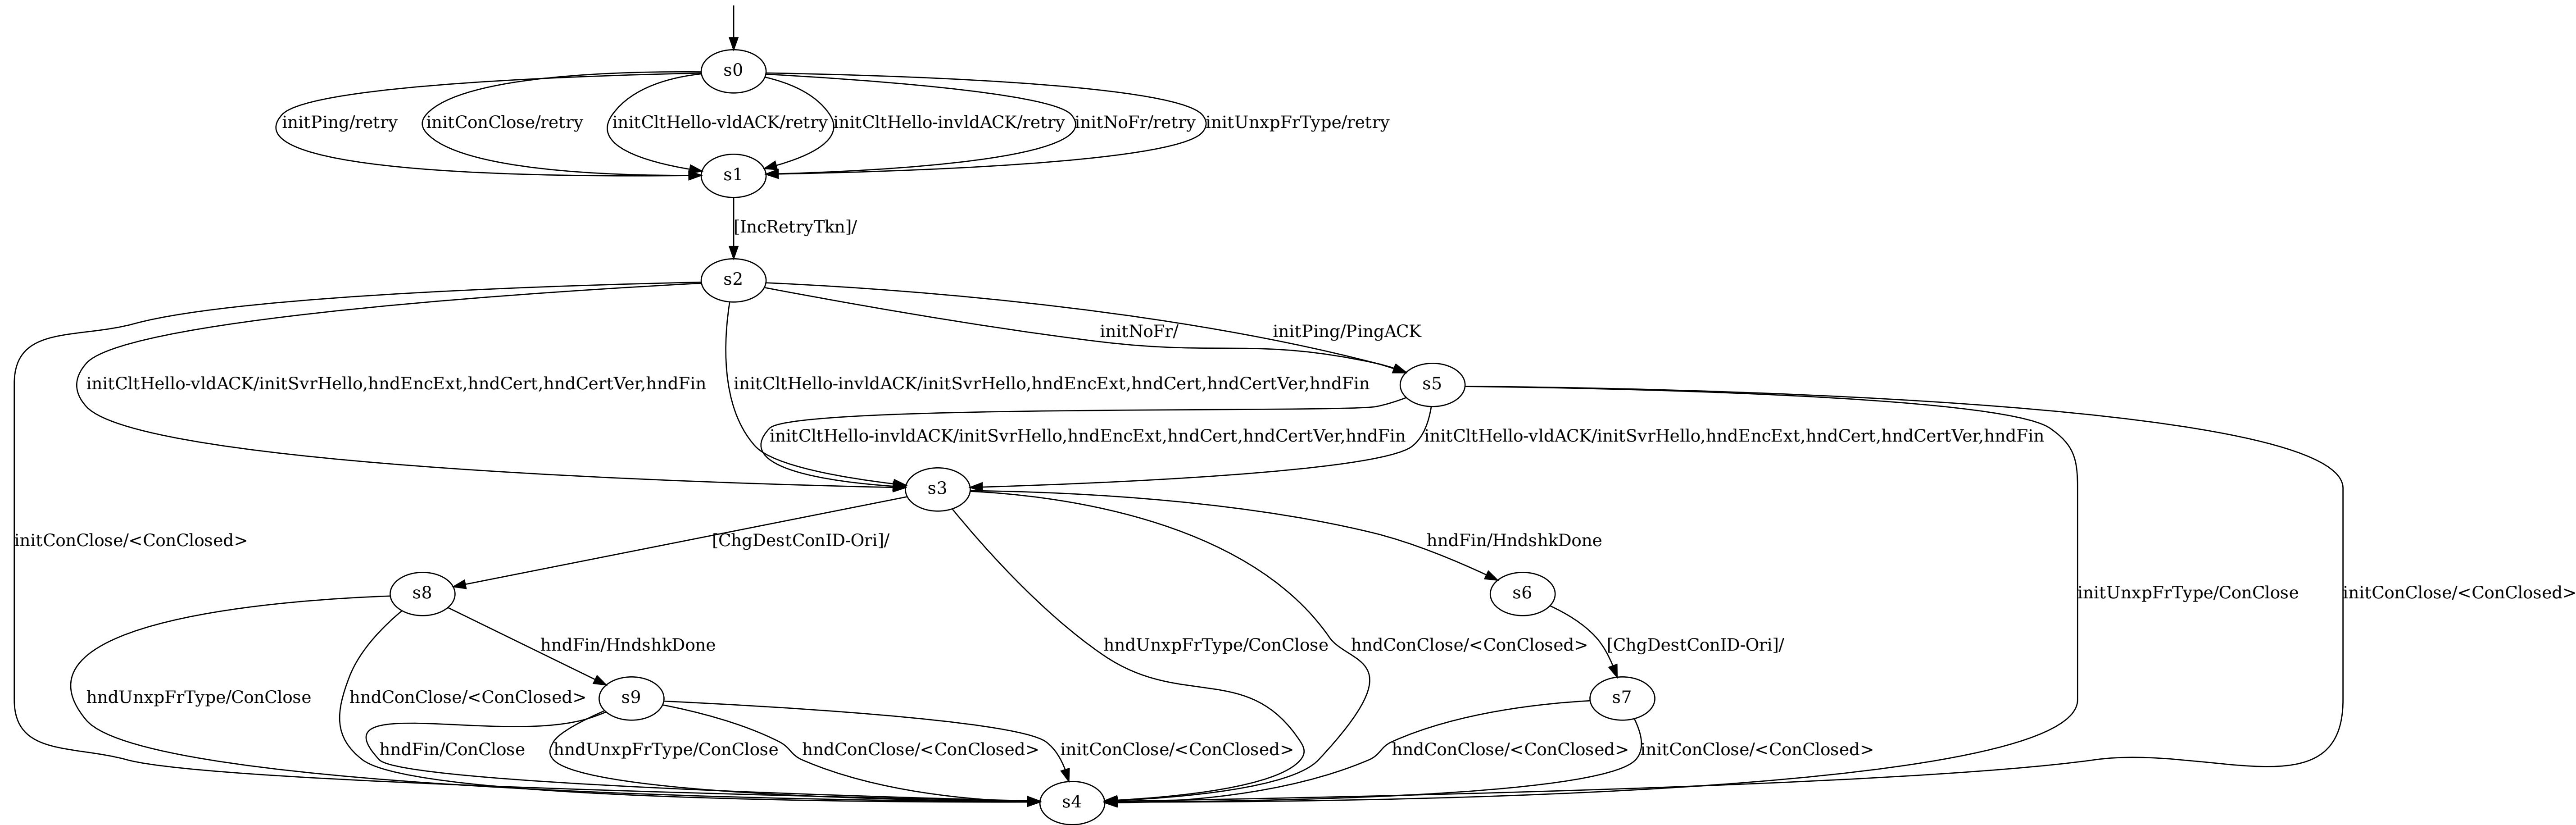 s0
initPing/retry
initConClose/retry
initCltHello-vldACK/retry
initCltHello-invldACK/retry
initNoFr/retry
initUnxpFrType/retry
s1
[IncRetryTkn]/
s2
initNoFr/
initPing/PingACK
initCltHello-vldACK/initSvrHello,hndEncExt,hndCert,hndCertVer,hndFin
initCltHello-invldACK/initSvrHello,hndEncExt,hndCert,hndCertVer,hndFin
s5
initCltHello-invldACK/initSvrHello,hndEncExt,hndCert,hndCertVer,hndFin
initCltHello-vldACK/initSvrHello,hndEncExt,hndCert,hndCertVer,hndFin
s3
initConClose/<ConClosed>
[ChgDestConID-Ori]/
hndFin/HndshkDone
s8
s6
initUnxpFrType/ConClose
initConClose/<ConClosed>
hndFin/HndshkDone
hndUnxpFrType/ConClose
hndConClose/<ConClosed>
[ChgDestConID-Ori]/
hndUnxpFrType/ConClose
hndConClose/<ConClosed>
s9
s7
hndFin/ConClose
hndUnxpFrType/ConClose
hndConClose/<ConClosed>
initConClose/<ConClosed>
hndConClose/<ConClosed>
initConClose/<ConClosed>
s4